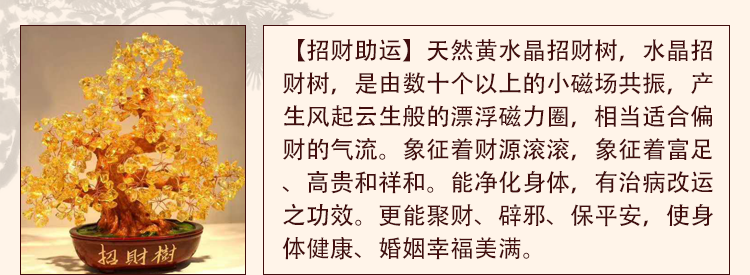 【招财助运】天然黄水晶招财树，水晶招
财树，是由数十个以上的小磁场共振，产
生风起云生般的漂浮磁力圈，相当适合偏
财的气流。象征着财源滚滚，象征着富足
、高贵和祥和。能净化身体，有治病改运
之功效。更能聚财、辟邪、保平安，使身
体健康、婚姻幸福美满。
招財樹